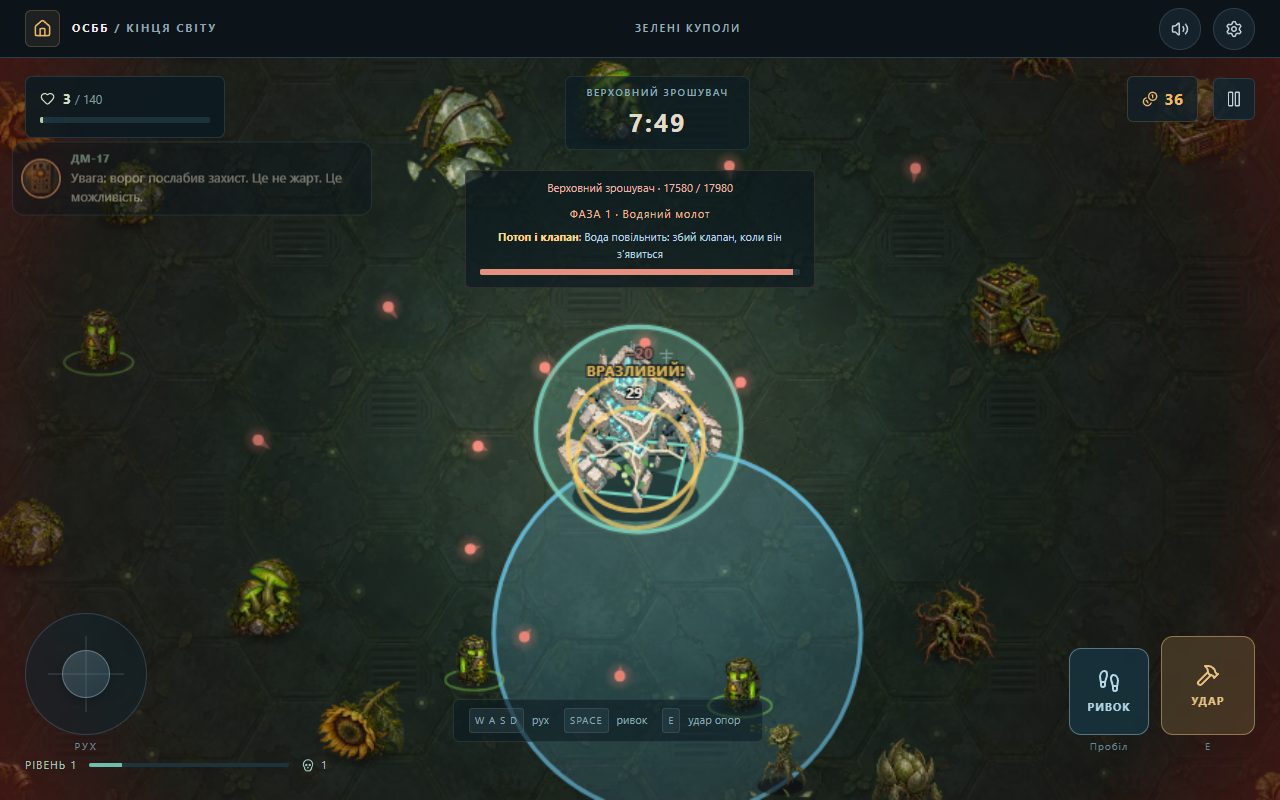 ОСББ / КІНЦЯ СВІТУ
ЗЕЛЕНІ КУПОЛИ
3 / 140
ВЕРХОВНИЙ ЗРОШУВАЧ
7:49
36
ДМ-17
Увага: ворог послабив захист. Це не жарт. Це
можливість.
Верховний зрошувач · 17580 / 17980
ФАЗА 1 · Водяний молот
Потоп і клапан: Вода повільнить: збий клапан, коли він
з'явиться
-20
ВРАЗЛИВИЙ!
29
W A S D рух SPACE ривок E удар опор
РИВОК
Пробіл
УДАР
E
РУХ
РІВЕНЬ 1
1